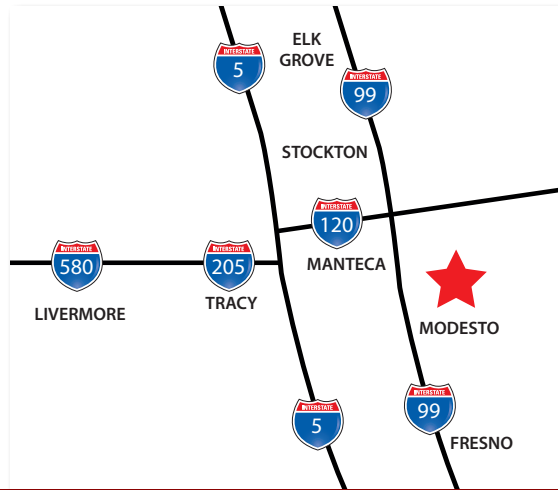 ELK
GROVE
INTERSTATE
5
INTERSTATE
99
STOCKTON
INTERSTATE
120
MANTECA
INTERSTATE
580
INTERSTATE
205
LIVERMORE
TRACY
MODESTO
INTERSTATE
5
INTERSTATE
99
FRESNO